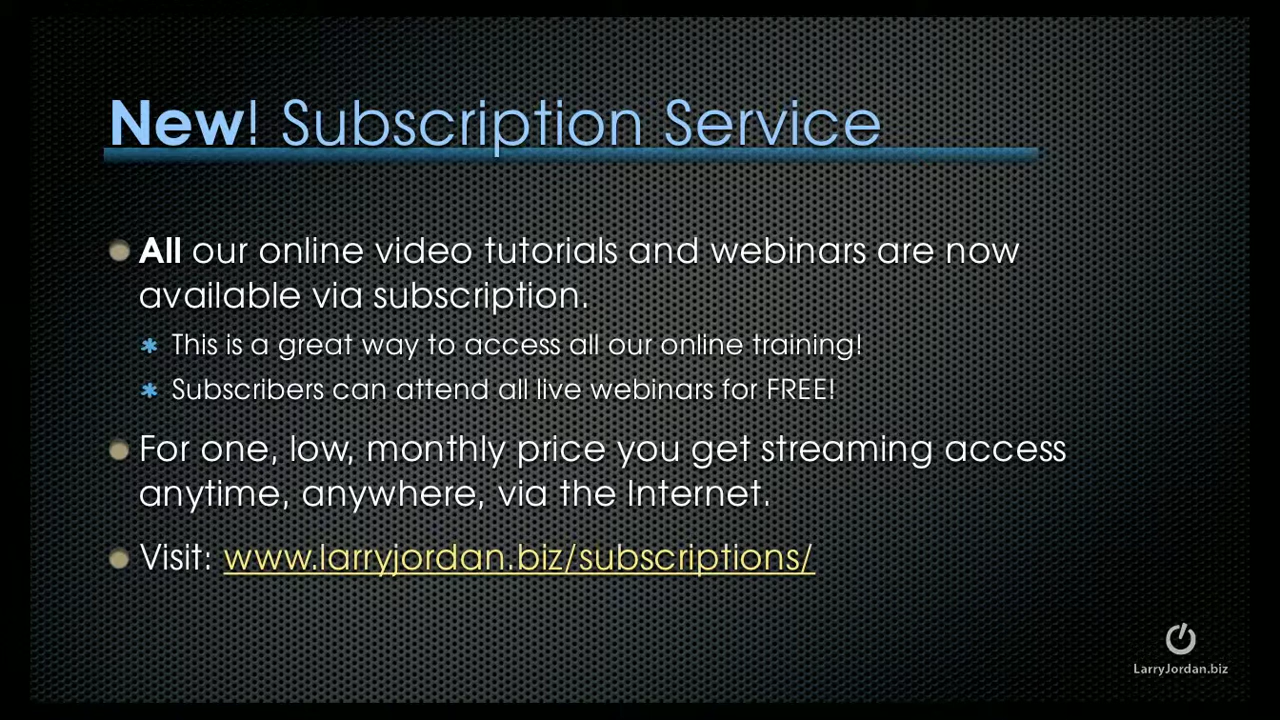 New! Subscription Service
All our online video tutorials and webinars are now
available via subscription.
This is a great way to access all our online training!
Subscribers can attend all live webinars for FREE!
For one, low, monthly price you get streaming access
anytime, anywhere, via the Internet.
Visit: www.larryjordan.biz/subscriptions/
LarryJordan.biz